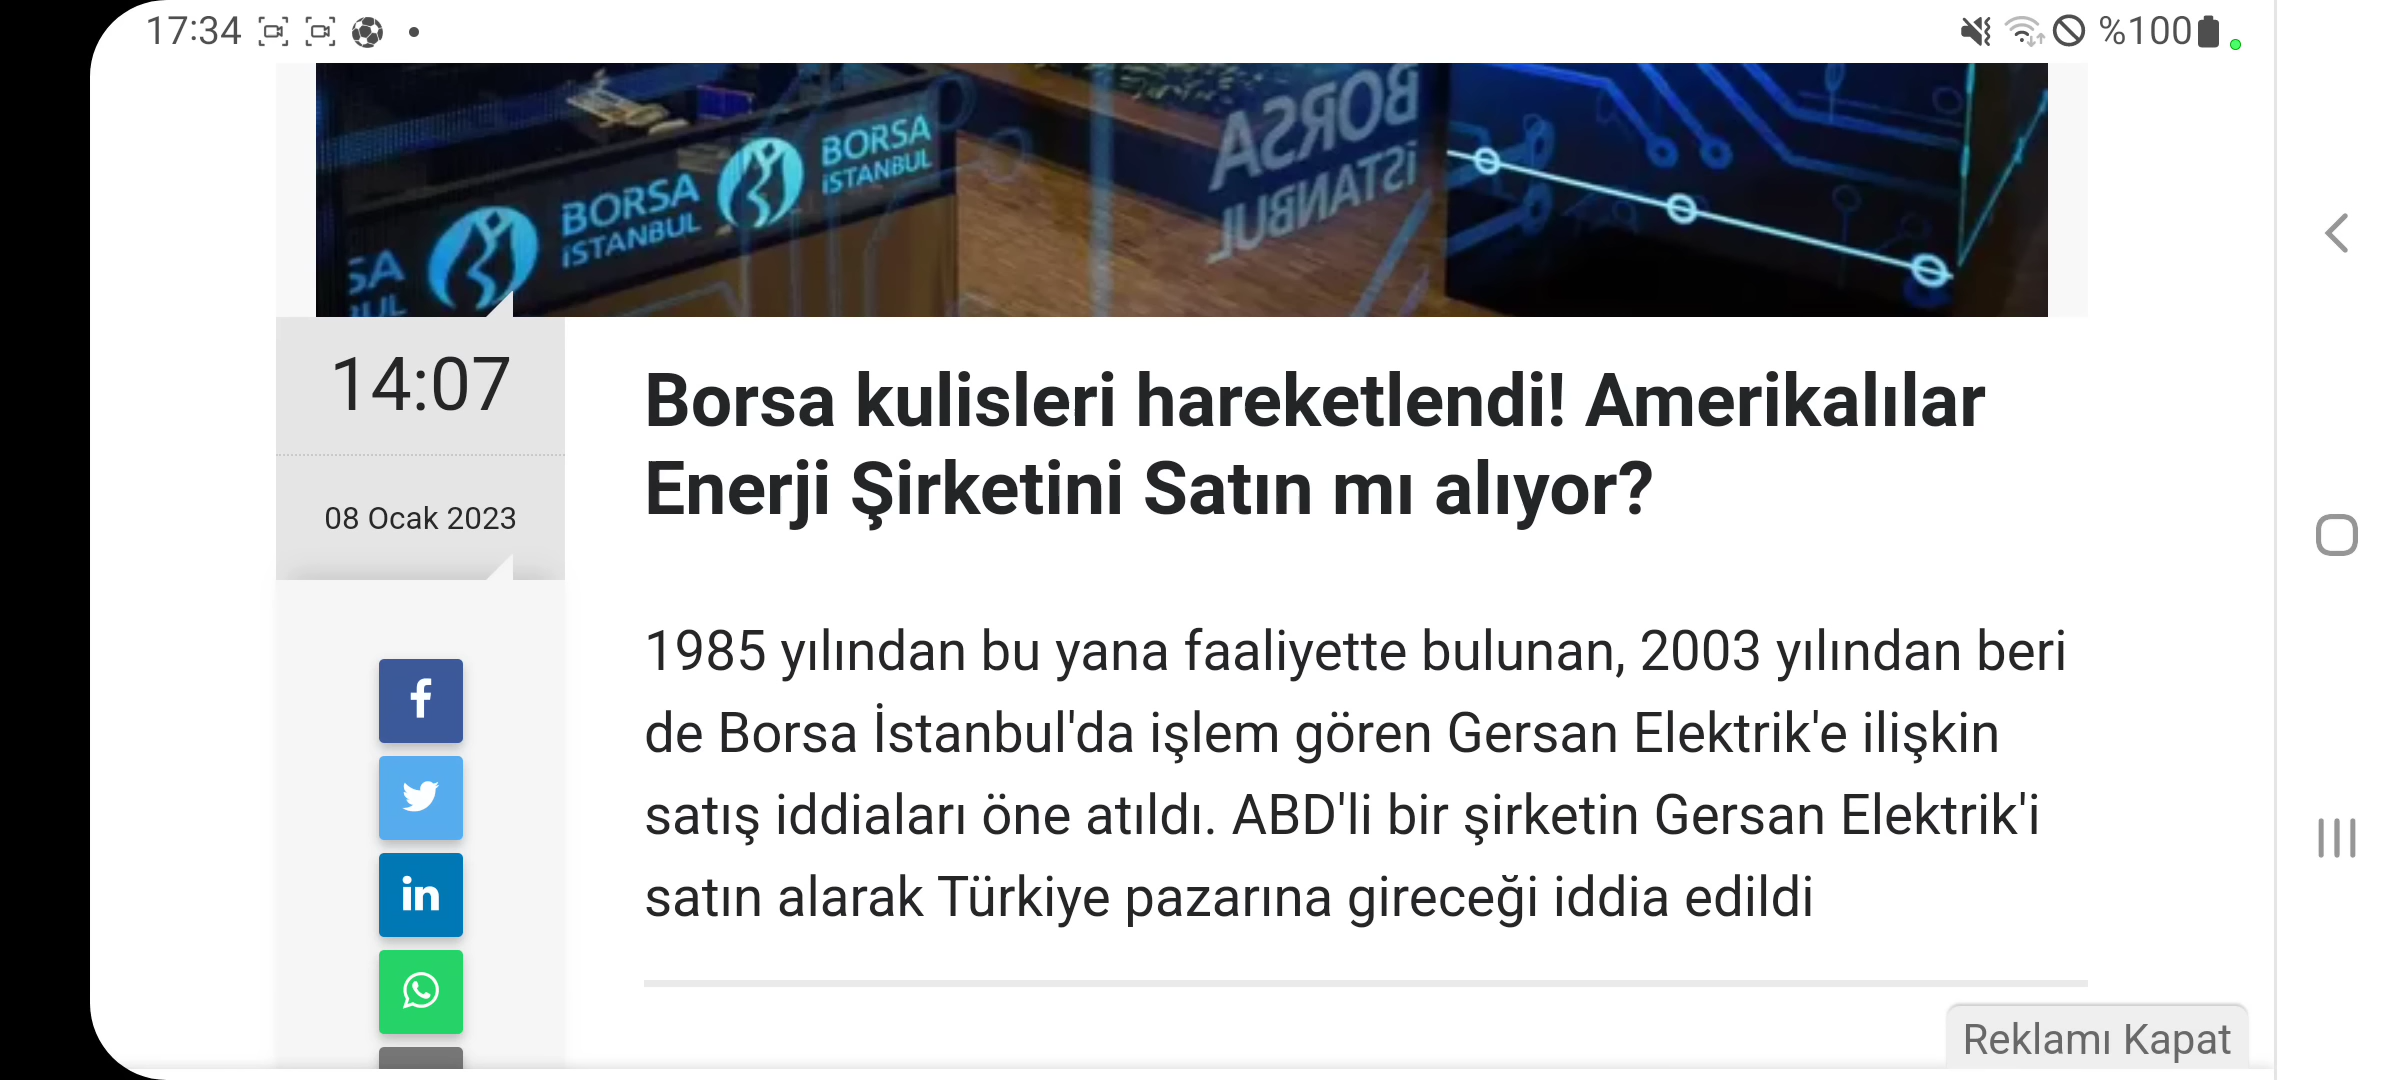 17:34
%100
BORSA
İSTANBUL
BORSA
İSTANBUL
SA
BUL
BORSA
İSTANBUL
14:07
08 Ocak 2023
Borsa kulisleri hareketlendi! Amerikalılar
Enerji Şirketini Satın mı alıyor?
1985 yılından bu yana faaliyette bulunan, 2003 yılından beri
de Borsa İstanbul'da işlem gören Gersan Elektrik'e ilişkin
satış iddiaları öne atıldı. ABD'li bir şirketin Gersan Elektrik'i
satın alarak Türkiye pazarına gireceği iddia edildi
Reklamı Kapat